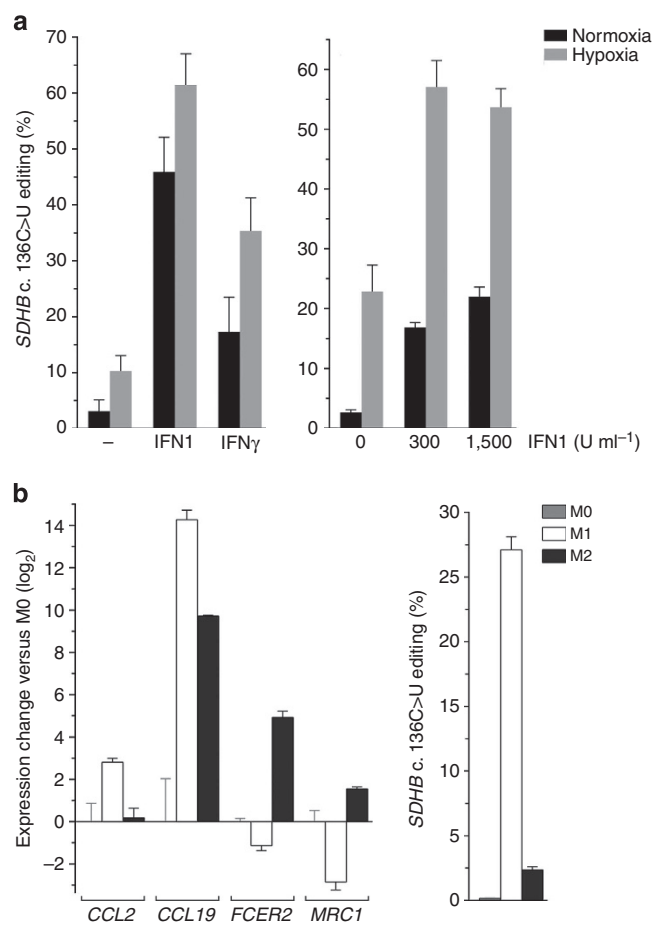 a
Normoxia
Hypoxia
SDHB c. 136C>U editing (%)
70
60
50
40
30
20
10
0
– IFN1 IFNγ
60
50
40
30
20
10
0
0 300 1,500 IFN1 (U ml⁻¹)
b
Expression change versus M0 (log₂)
14
12
10
8
6
4
2
0
−2
CCL2 CCL19 FCER2 MRC1
SDHB c. 136C>U editing (%)
30
25
20
15
10
5
0
M0
M1
M2